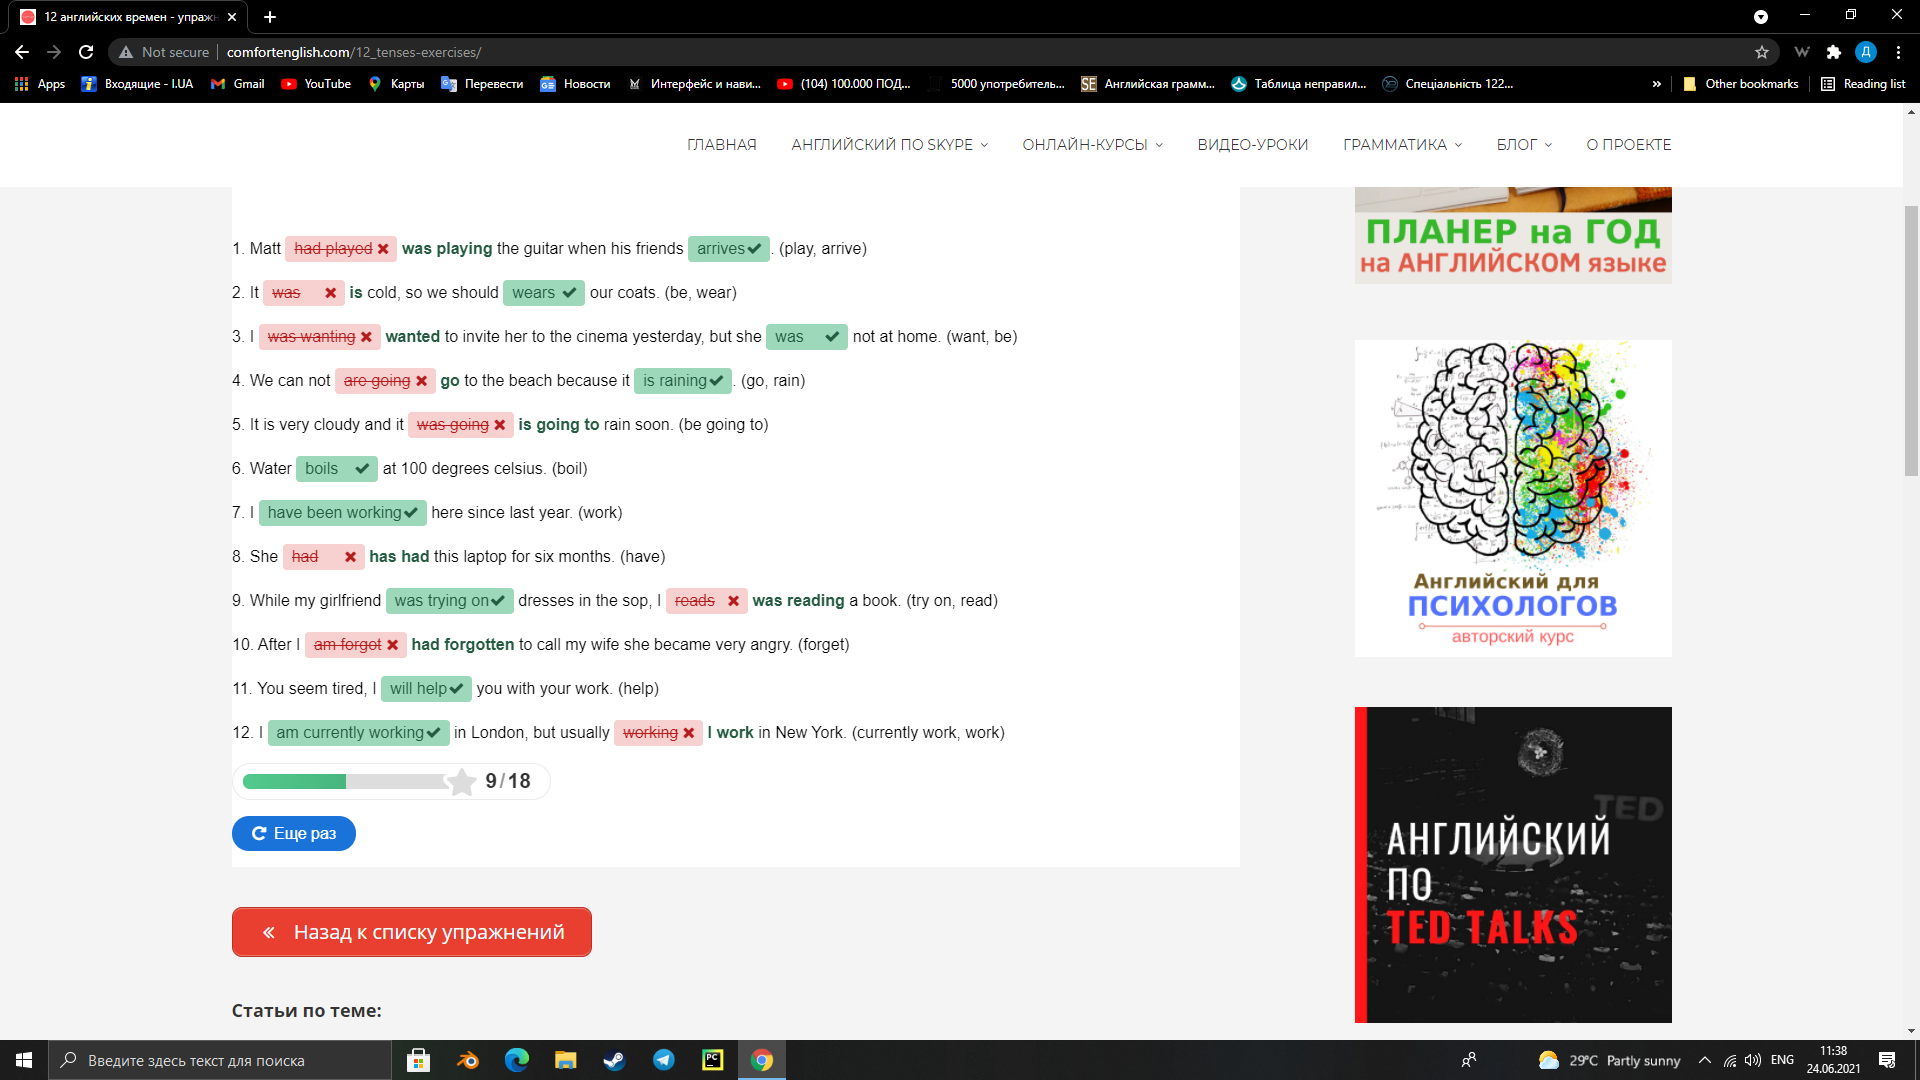 12 английских времен - упражн
Not secure
comfortenglish.com/12_tenses-exercises/
Д
Apps
Входящие - I.UA
Gmail
YouTube
Карты
Перевести
Новости
Интерфейс и нави...
(104) 100.000 ПОД...
5000 употребитель...
SE
Английская грамм...
Таблица неправил...
Спеціальність 122...
»
Other bookmarks
Reading list
ГЛАВНАЯ
АНГЛИЙСКИЙ ПО SKYPE
ОНЛАЙН-КУРСЫ
ВИДЕО-УРОКИ
ГРАММАТИКА
БЛОГ
О ПРОЕКТЕ
1. Matt had played was playing the guitar when his friends arrives. (play, arrive)
2. It was is cold, so we should wears our coats. (be, wear)
3. I was wanting wanted to invite her to the cinema yesterday, but she was not at home. (want, be)
4. We can not are going go to the beach because it is raining. (go, rain)
5. It is very cloudy and it was going is going to rain soon. (be going to)
6. Water boils at 100 degrees celsius. (boil)
7. I have been working here since last year. (work)
8. She had has had this laptop for six months. (have)
9. While my girlfriend was trying on dresses in the sop, I reads was reading a book. (try on, read)
10. After I am forgot had forgotten to call my wife she became very angry. (forget)
11. You seem tired, I will help you with your work. (help)
12. I am currently working in London, but usually working I work in New York. (currently work, work)
9/18
Еще раз
« Назад к списку упражнений
Статьи по теме:
ПЛАНЕР на ГОД
на АНГЛИЙСКОМ языке
Английский для
ПСИХОЛОГОВ
авторский курс
TED
АНГЛИЙСКИЙ
ПО
TED TALKS
Введите здесь текст для поиска
PC
29°C Partly sunny
ENG
11:38
24.06.2021